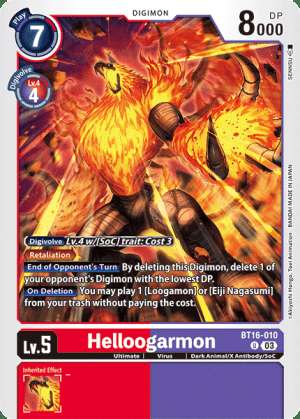 DIGIMON
Play
7
8000
DP
Digivolve
Lv.4
4
Digivolve Lv.4 w/[SoC] trait: Cost 3
Retaliation
End of Opponent's Turn By deleting this Digimon, delete 1 of
your opponent's Digimon with the lowest DP.
On Deletion You may play 1 [Loogamon] or [Eiji Nagasumi]
from your trash without paying the cost.
BT16-010
Helloogarmon
U 03
Lv.5
Ultimate
Virus
Dark Animal/X Antibody/SoC
Inherited Effect